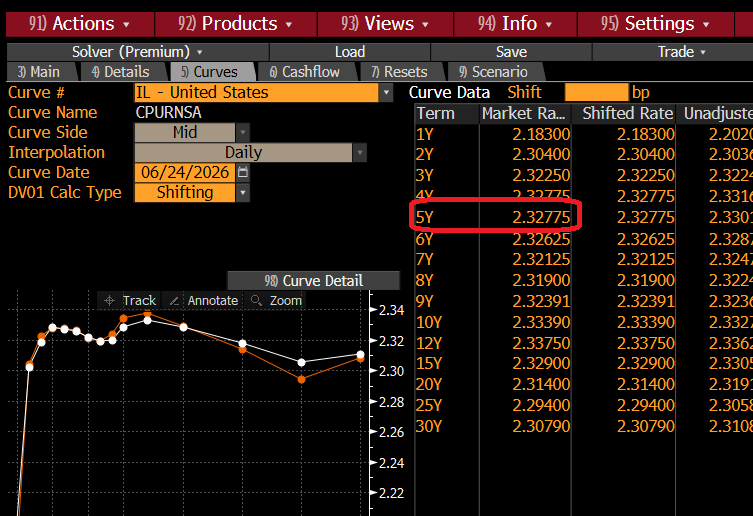 91) Actions 92) Products 93) Views 94) Info 95) Settings
Solver (Premium) Load Save Trade
3) Main 4) Details 5) Curves 6) Cashflow 7) Resets 9) Scenario
Curve # IL - United States
Curve Name CPURNSA
Curve Side Mid
Interpolation Daily
Curve Date 06/24/2026
DV01 Calc Type Shifting
Curve Data Shift bp
Term Market Ra... Shifted Rate Unadjuste
1Y 2.18300 2.18300 2.2020
2Y 2.30400 2.30400 2.3036
3Y 2.32250 2.32250 2.3224
4Y 2.32775 2.32775 2.3316
5Y 2.32775 2.32775 2.3301
6Y 2.32625 2.32625 2.3287
7Y 2.32125 2.32125 2.3247
8Y 2.31900 2.31900 2.3224
9Y 2.32391 2.32391 2.3236
10Y 2.33390 2.33390 2.3327
12Y 2.33750 2.33750 2.3362
15Y 2.32900 2.32900 2.3305
20Y 2.31400 2.31400 2.3191
25Y 2.29400 2.29400 2.3058
30Y 2.30790 2.30790 2.3108
98) Curve Detail
Track Annotate Zoom
2.34
2.32
2.30
2.28
2.26
2.24
2.22